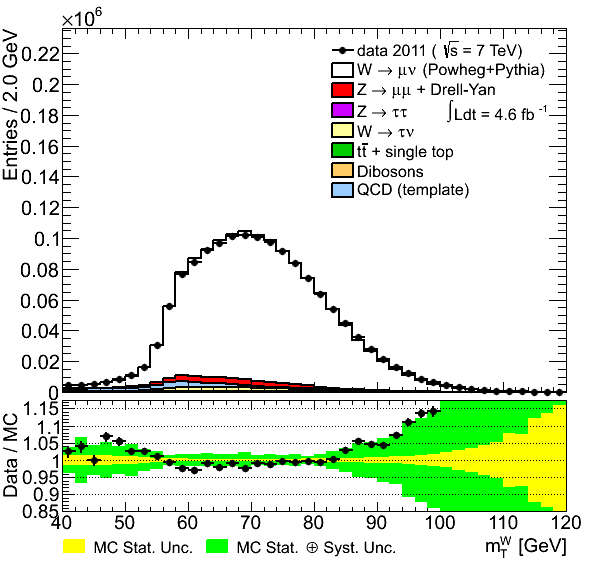 ×10⁶
Entries / 2.0 GeV
0.22
0.2
0.18
0.16
0.14
0.12
0.1
0.08
0.06
0.04
0.02
0
data 2011 ( √s = 7 TeV)
W → μν (Powheg+Pythia)
Z → μμ + Drell-Yan
Z → ττ ∫Ldt = 4.6 fb⁻¹
W → τν
tt̄ + single top
Dibosons
QCD (template)
Data / MC
1.15
1.1
1.05
1
0.95
0.9
0.85
40 50 60 70 80 90 100 110 120
m_T^W [GeV]
MC Stat. Unc. MC Stat. ⊕ Syst. Unc.